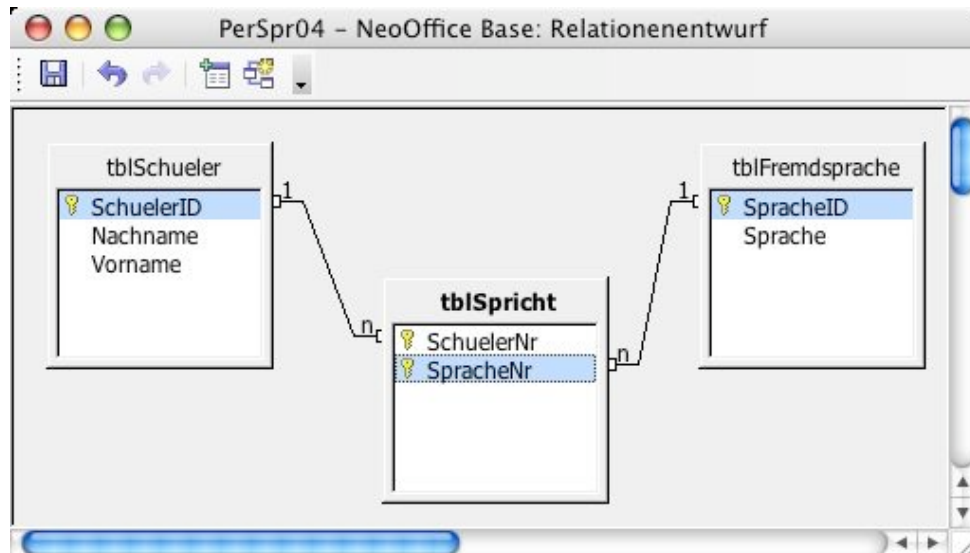 PerSpr04 – NeoOffice Base: Relationenentwurf
tblSchueler
SchuelerID
Nachname
Vorname
1
n
tblSpricht
SchuelerNr
SpracheNr
n
1
tblFremdsprache
SpracheID
Sprache